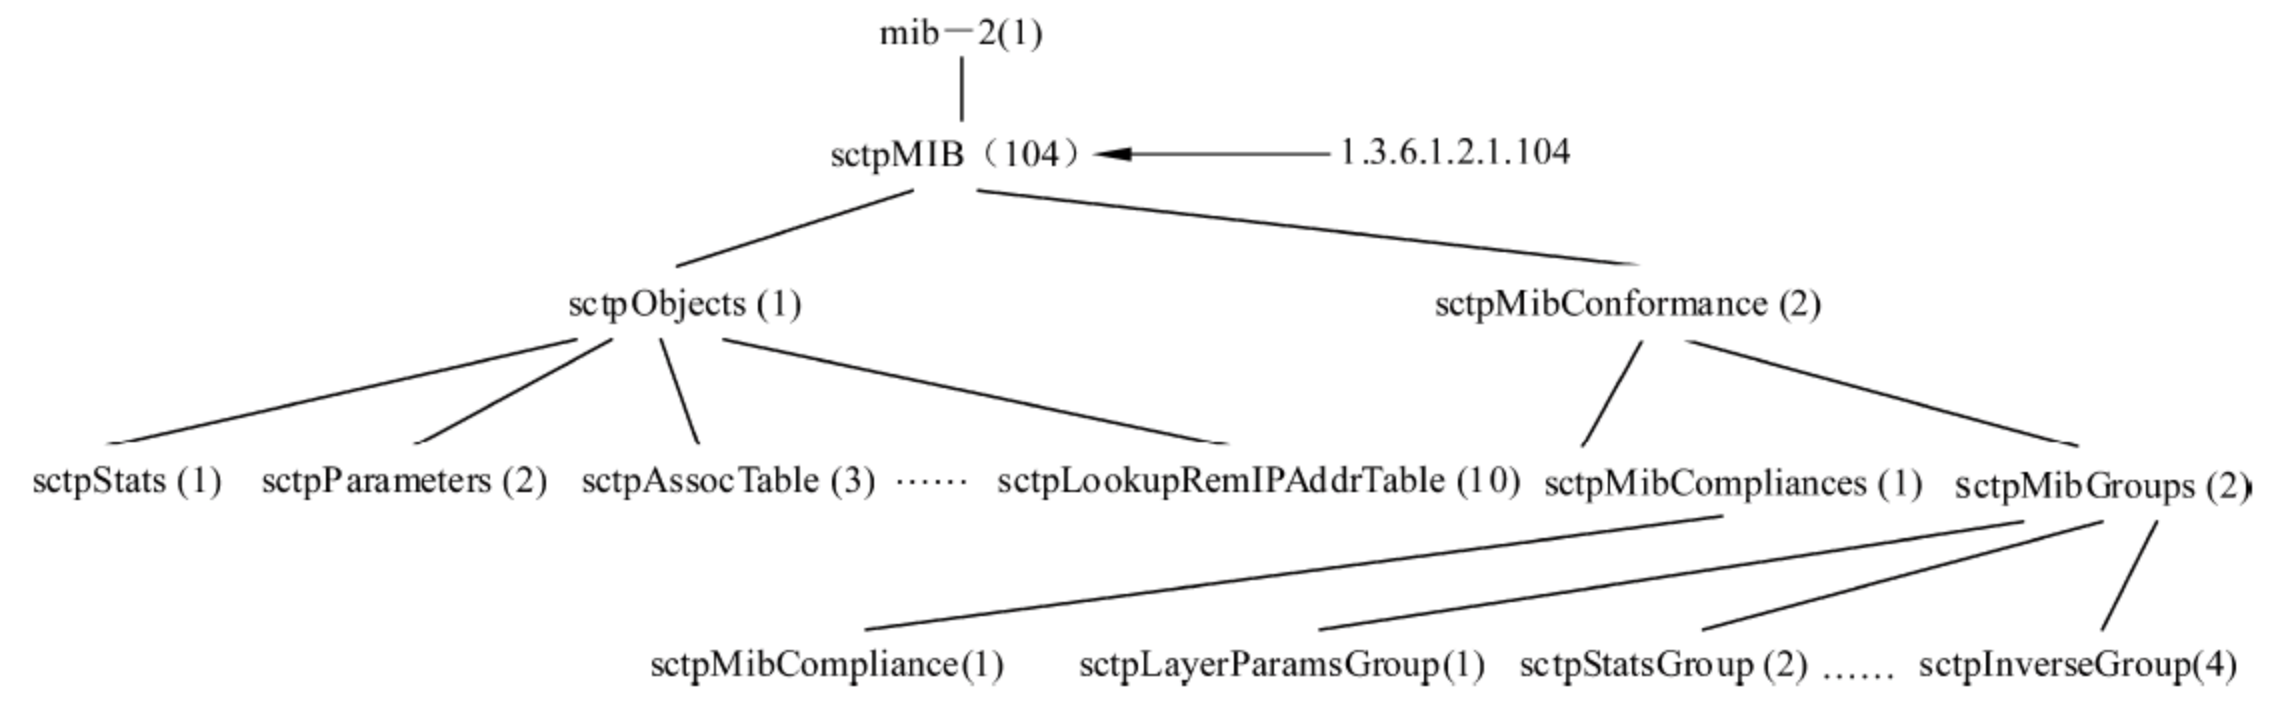 mib－2(1)
sctpMIB（104）
1.3.6.1.2.1.104
sctpObjects (1)
sctpMibConformance (2)
sctpStats (1)
sctpParameters (2)
sctpAssocTable (3)
······
sctpLookupRemIPAddrTable (10)
sctpMibCompliances (1)
sctpMibGroups (2)
sctpMibCompliance(1)
sctpLayerParamsGroup(1)
sctpStatsGroup (2)
……
sctpInverseGroup(4)